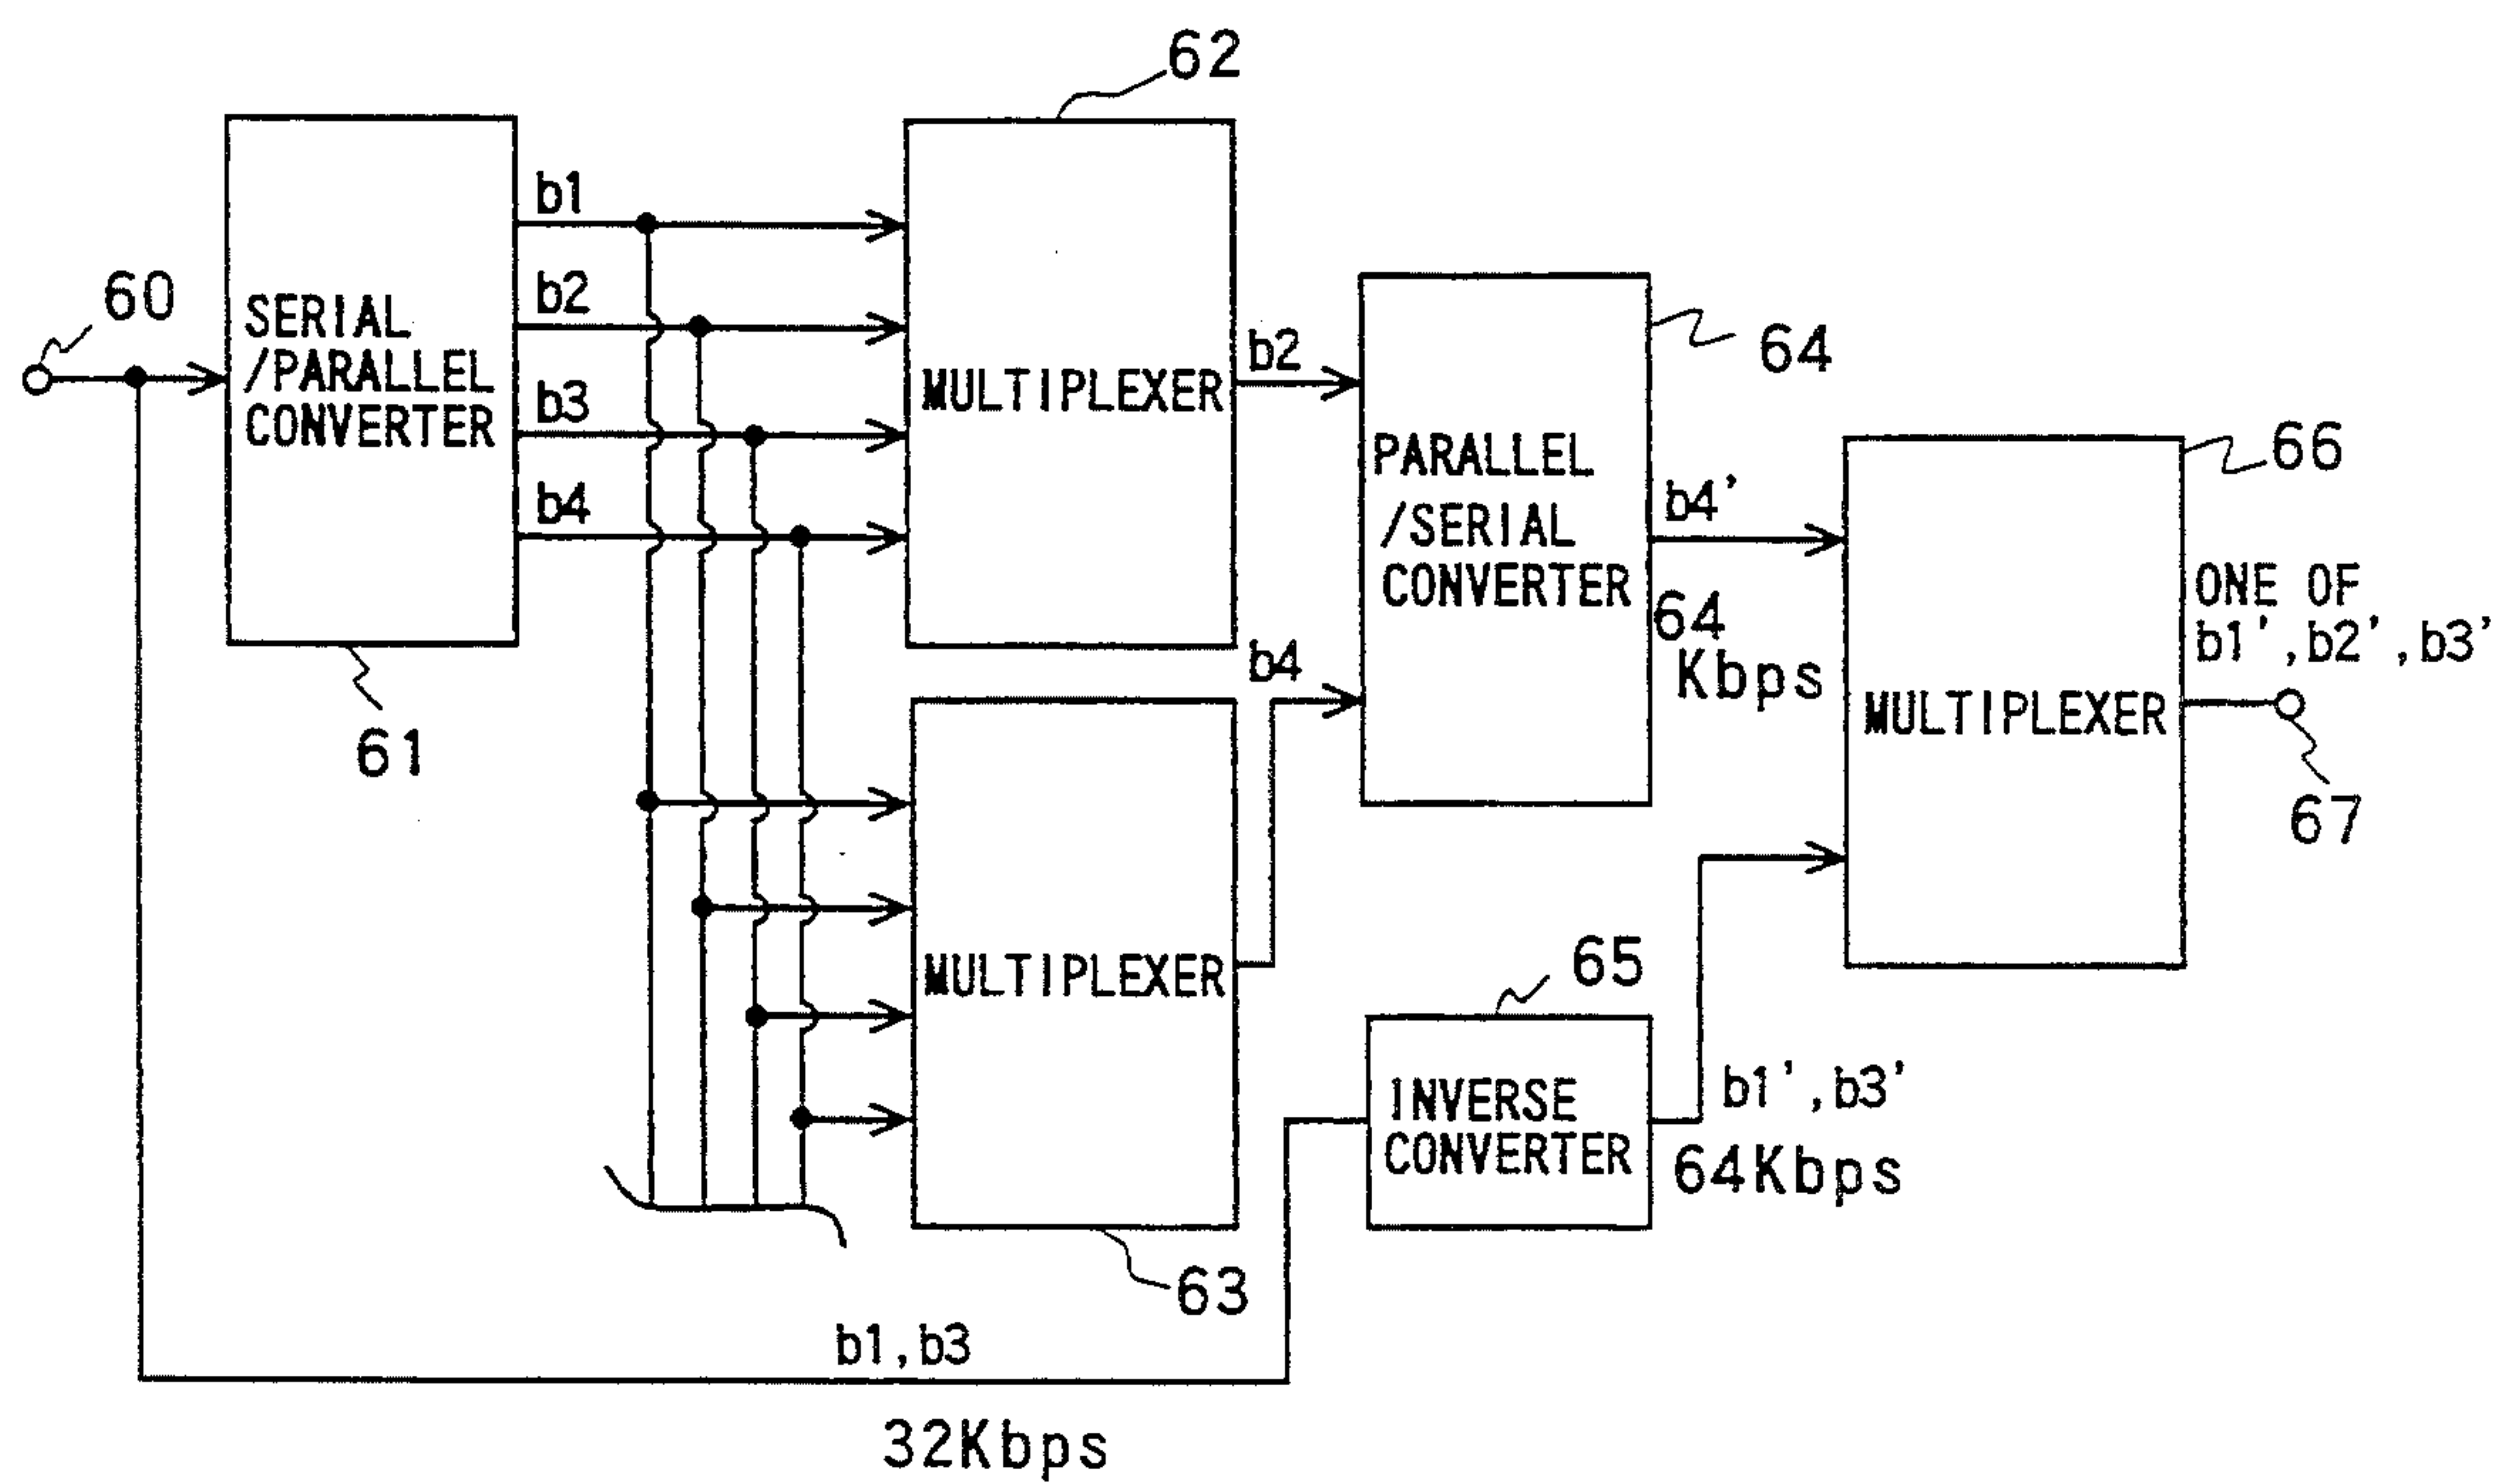 62
b1
60
b2
SERIAL
/PARALLEL
CONVERTER
b3
MULTIPLEXER
b2
64
b4
PARALLEL
/SERIAL
CONVERTER
66
b4'
64
Kbps
ONE OF
b1',b2',b3'
MULTIPLEXER
61
b4
67
MULTIPLEXER
65
INVERSE
CONVERTER
b1',b3'
64Kbps
63
b1,b3
32Kbps